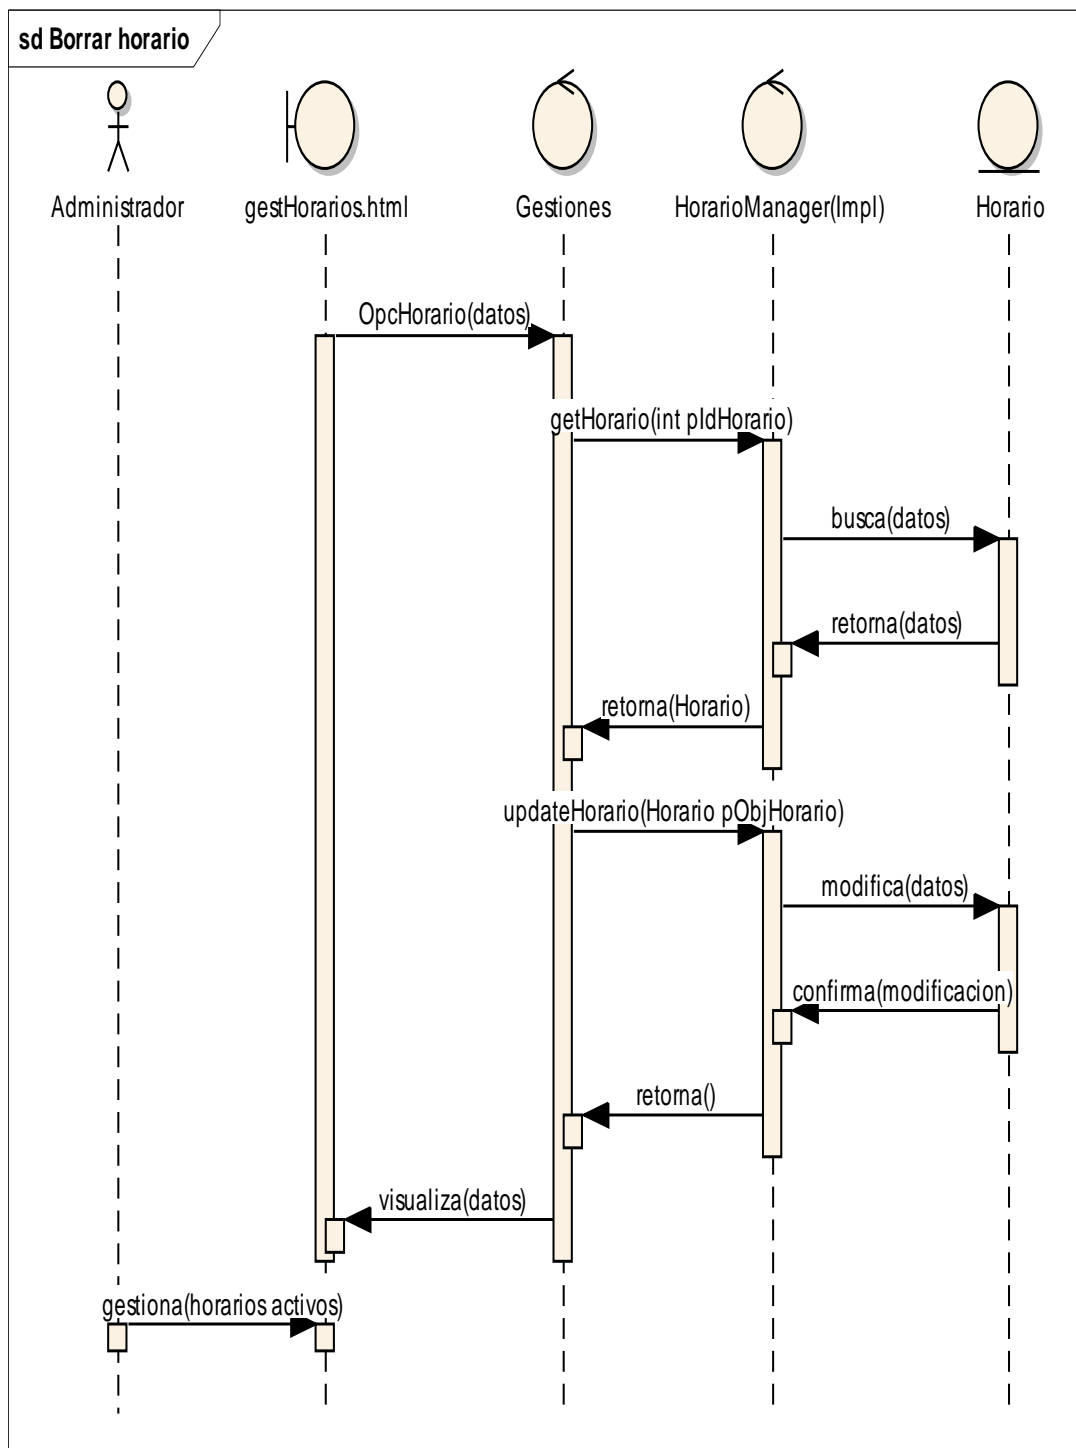 sd Borrar horario
Administrador
gestHorarios.html
Gestiones
HorarioManager(Impl)
Horario
OpcHorario(datos)
getHorario(int pIdHorario)
busca(datos)
retorna(datos)
retorna(Horario)
updateHorario(Horario pObjHorario)
modifica(datos)
confirma(modificacion)
retorna()
visualiza(datos)
gestiona(horarios activos)